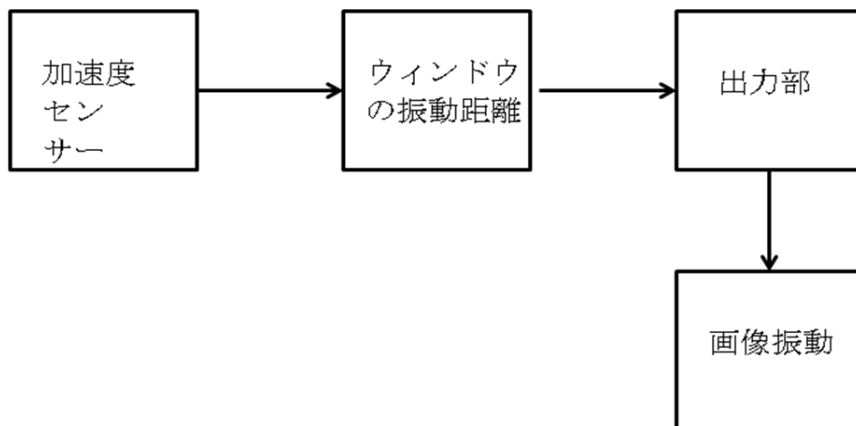 加速度
セン
サー
ウィンドウ
の振動距離
出力部
画像振動